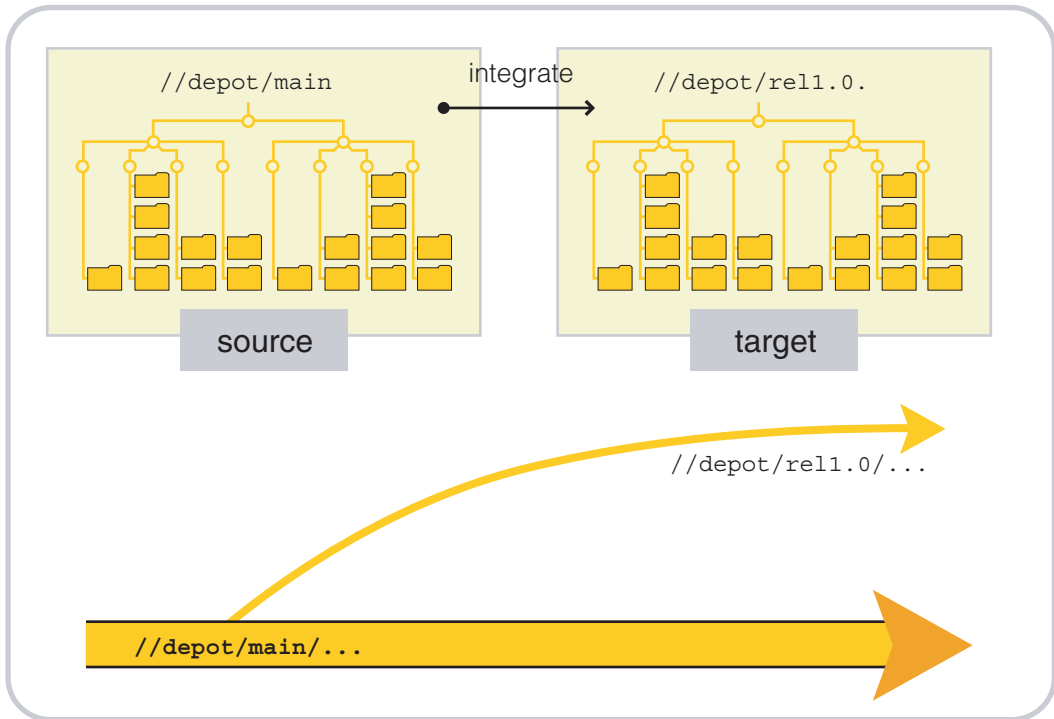 //depot/main
integrate
//depot/rel1.0.
source
target
//depot/rel1.0/...
//depot/main/...